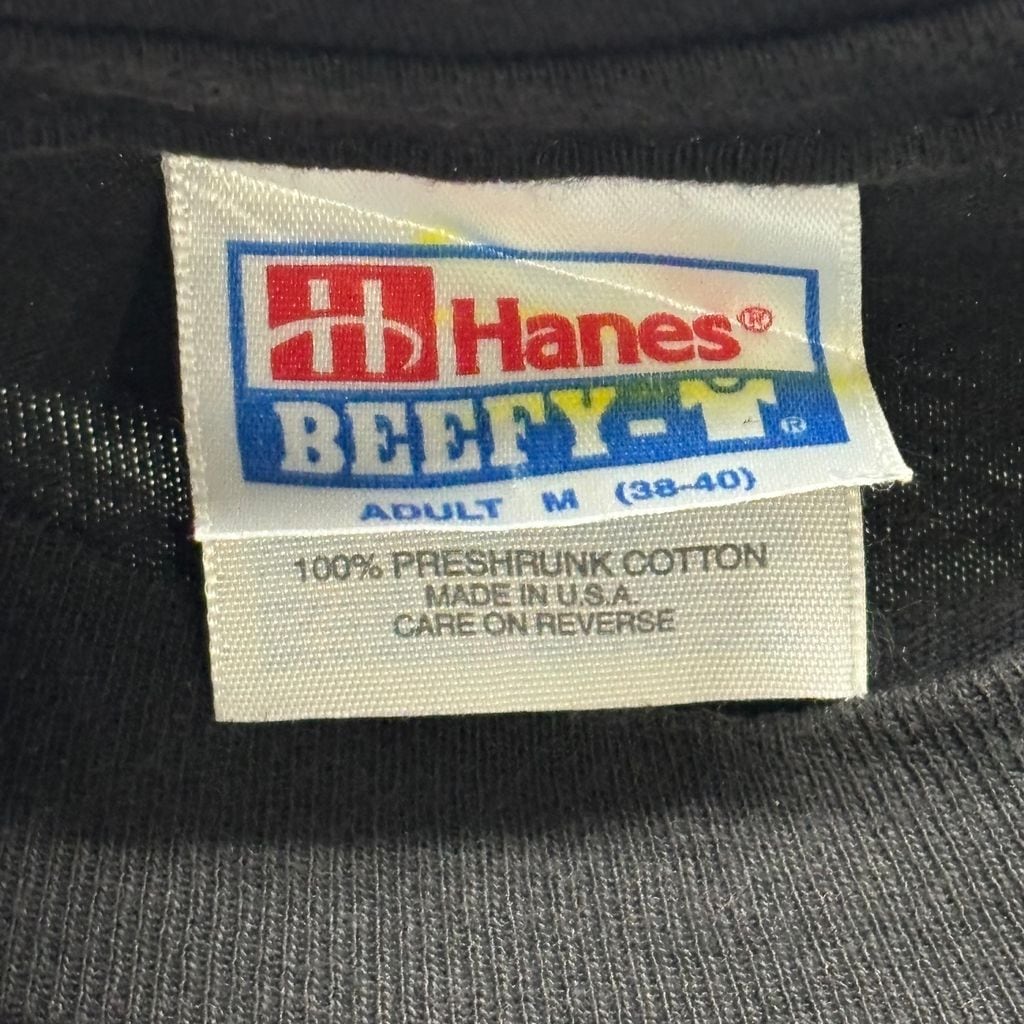 H Hanes®
BEEFY-T®
ADULT M (38-40)
100% PRESHRUNK COTTON
MADE IN U.S.A.
CARE ON REVERSE